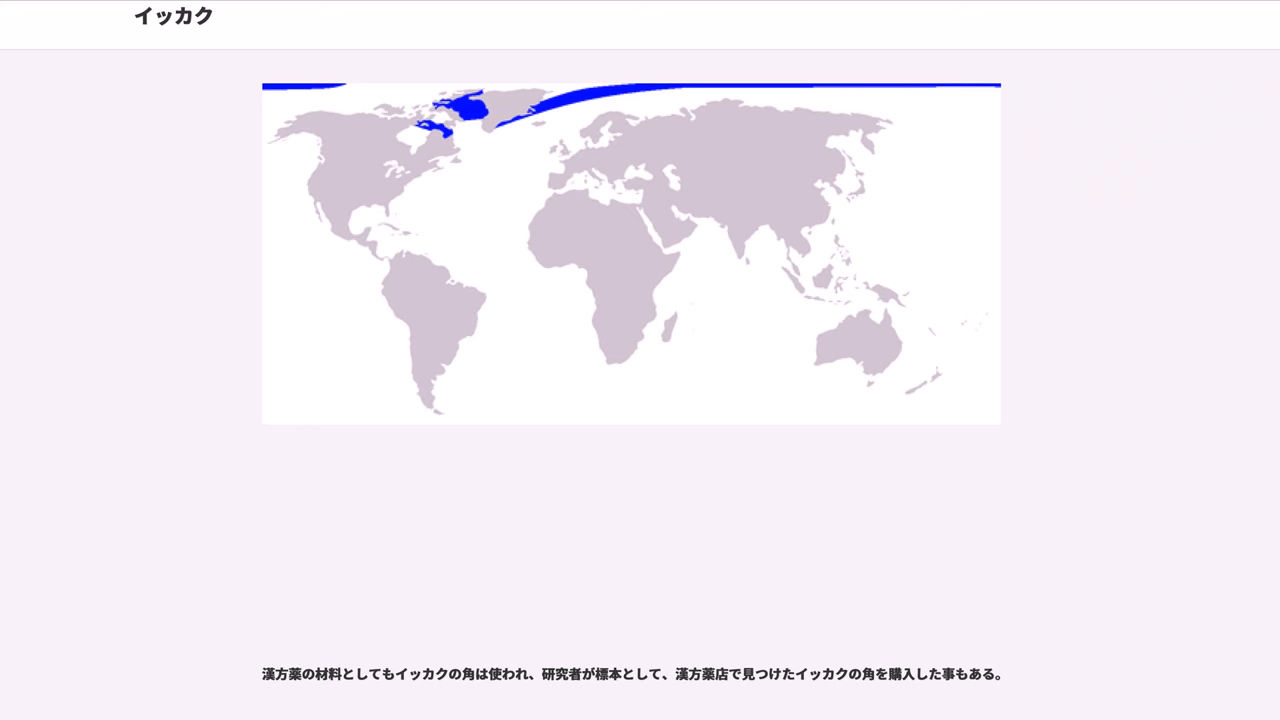 イッカク
漢方薬の材料としてもイッカクの角は使われ、研究者が標本として、漢方薬店で見つけたイッカクの角を購入した事もある。